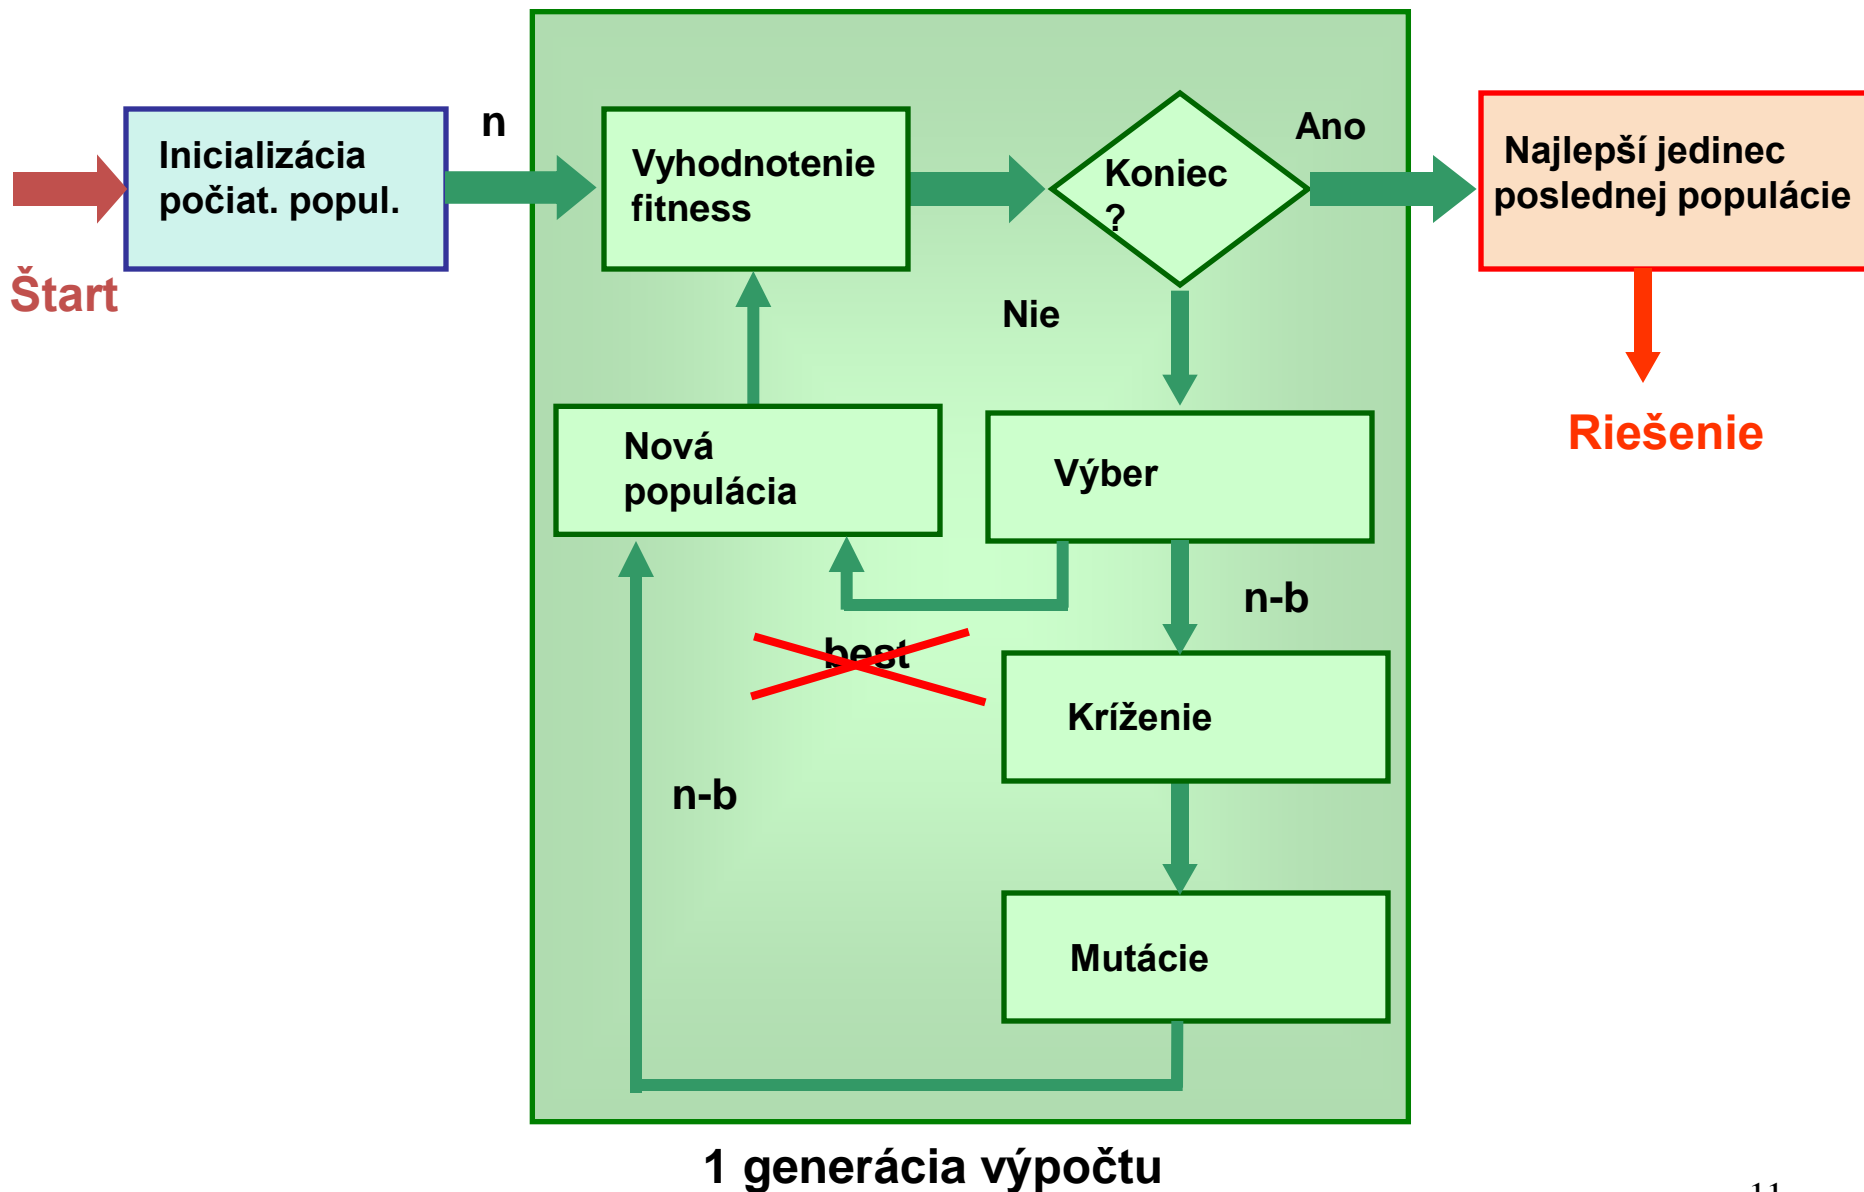 n
Ano
Inicializácia
počiat. popul.
Vyhodnotenie
fitness
Koniec
?
Najlepší jedinec
poslednej populácie
Štart
Nie
Riešenie
Nová
populácia
Výber
n-b
best
Kríženie
n-b
Mutácie
1 generácia výpočtu
11